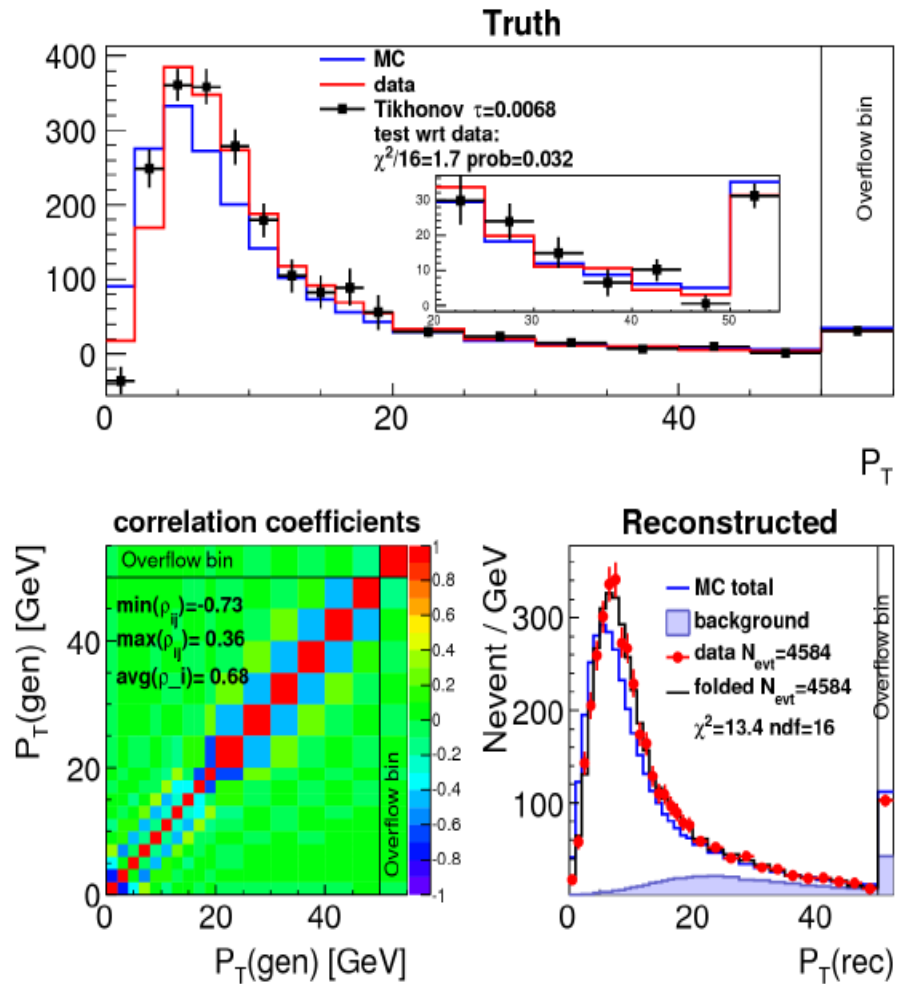 Truth
MC
data
Tikhonov τ=0.0068
test wrt data:
χ²/16=1.7 prob=0.032
Overflow bin
400
300
200
100
0
0
20
40
P_T
30
20
10
0
20
30
40
50
correlation coefficients
P_T(gen) [GeV]
Overflow bin
min(ρ_ij)=-0.73
max(ρ_ij)= 0.36
avg(ρ_i)= 0.68
Overflow bin
40
20
0
0
20
40
P_T(gen) [GeV]
1
0.8
0.6
0.4
0.2
0
-0.2
-0.4
-0.6
-0.8
-1
Reconstructed
Nevent / GeV
MC total
background
data N_evt=4584
folded N_evt=4584
χ²=13.4 ndf=16
Overflow bin
300
200
100
0
20
40
P_T(rec)